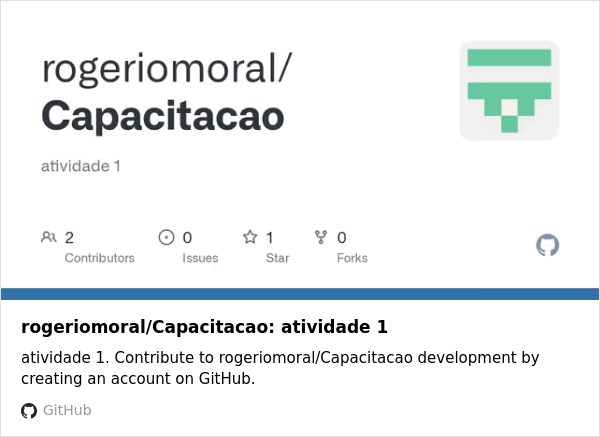 rogeriomoral/
Capacitacao
atividade 1
2 0 1 0
Contributors Issues Star Forks
rogeriomoral/Capacitacao: atividade 1
atividade 1. Contribute to rogeriomoral/Capacitacao development by
creating an account on GitHub.
GitHub